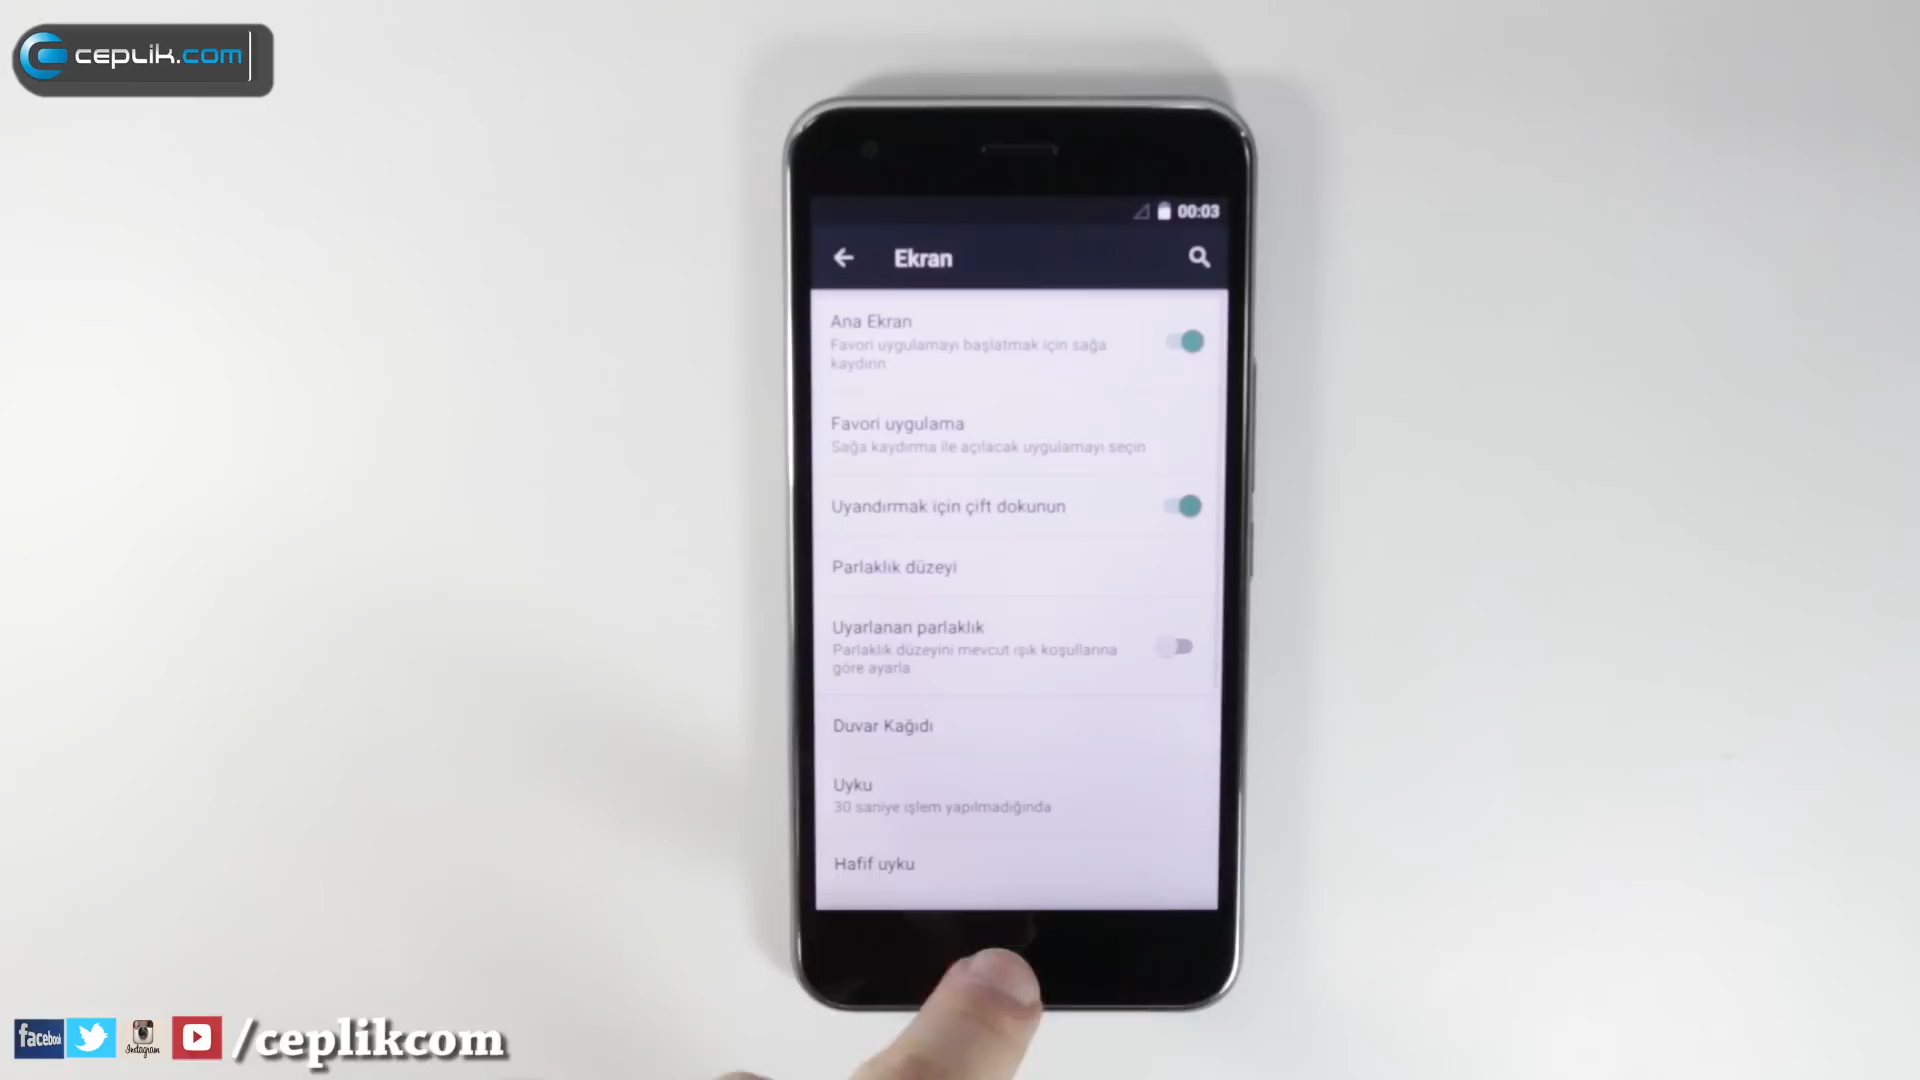 ceplik.com
00:03
Ekran
Ana Ekran
Favori uygulamayı başlatmak için sağa
kaydırın
Favori uygulama
Sağa kaydırma ile açılacak uygulamayı seçin
Uyandırmak için çift dokunun
Parlaklık düzeyi
Uyarlanan parlaklık
Parlaklık düzeyini mevcut ışık koşullarına
göre ayarla
Duvar Kağıdı
Uyku
30 saniye işlem yapılmadığında
Hafif uyku
facebook
Instagram
/ceplikcom